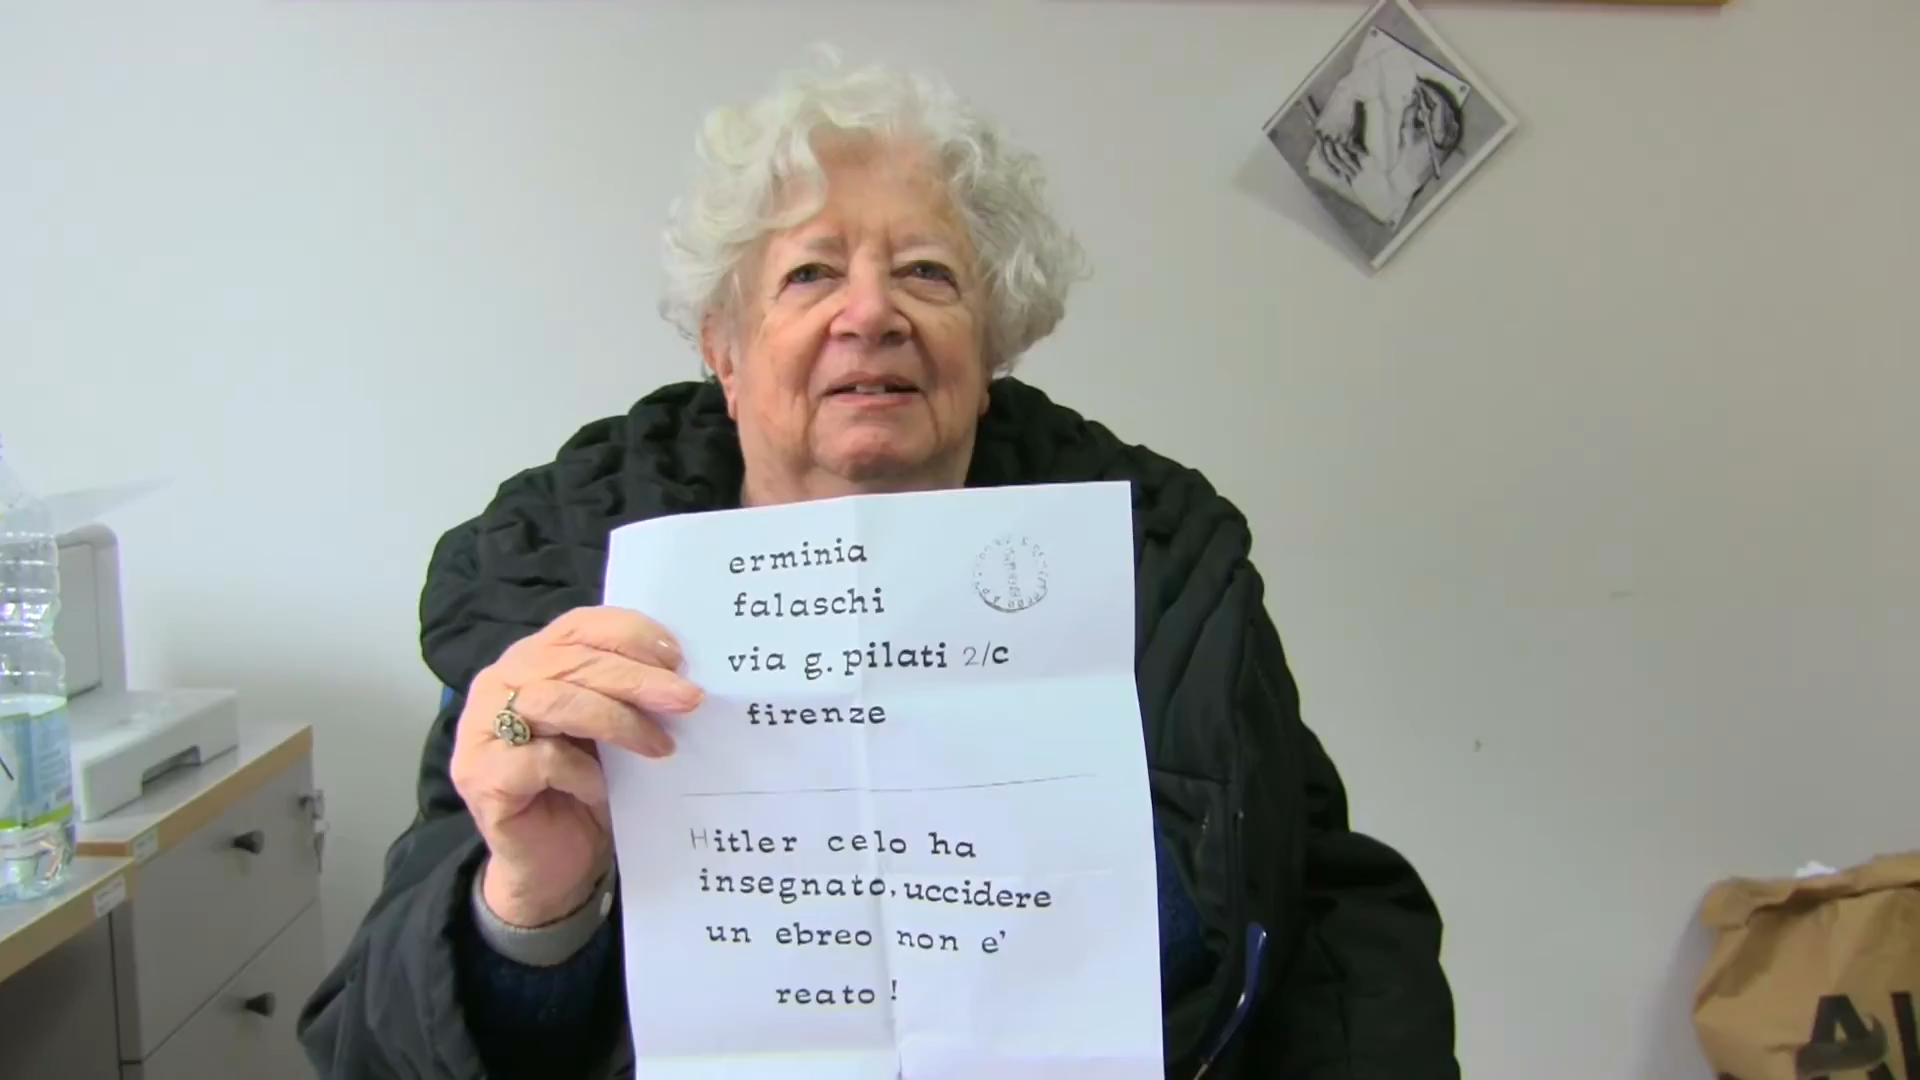 erminia
falaschi
via g. pilati 2/c
firenze
Hitler celo ha
insegnato, uccidere
un ebreo non e'
reato!